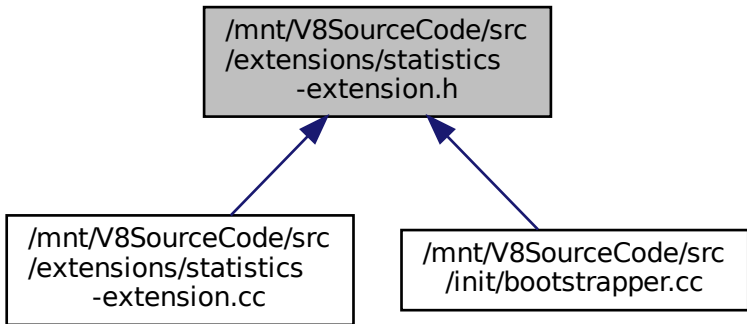 /mnt/V8SourceCode/src
/extensions/statistics
-extension.h
/mnt/V8SourceCode/src
/extensions/statistics
-extension.cc
/mnt/V8SourceCode/src
/init/bootstrapper.cc